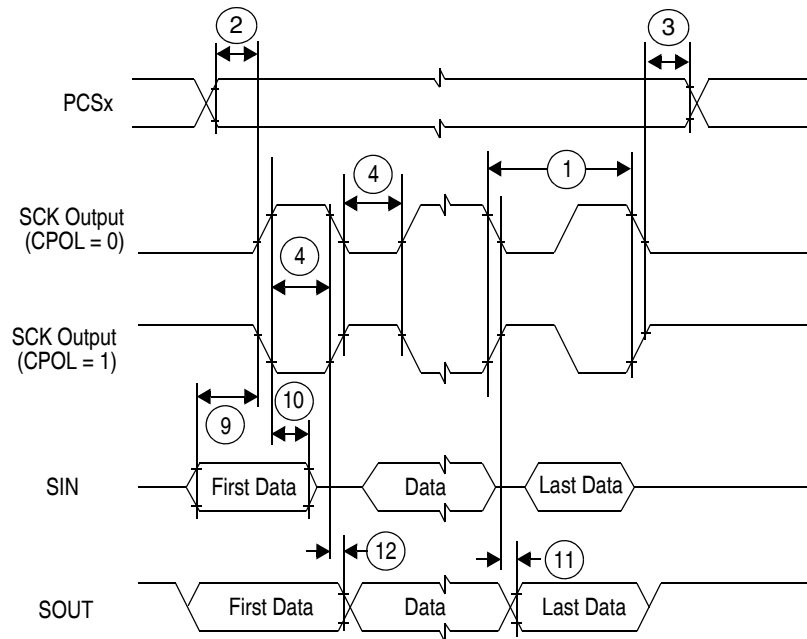 2
3
PCSx
1
4
SCK Output
(CPOL = 0)
4
SCK Output
(CPOL = 1)
9
10
SIN
First Data
Data
Last Data
12
11
SOUT
First Data
Data
Last Data